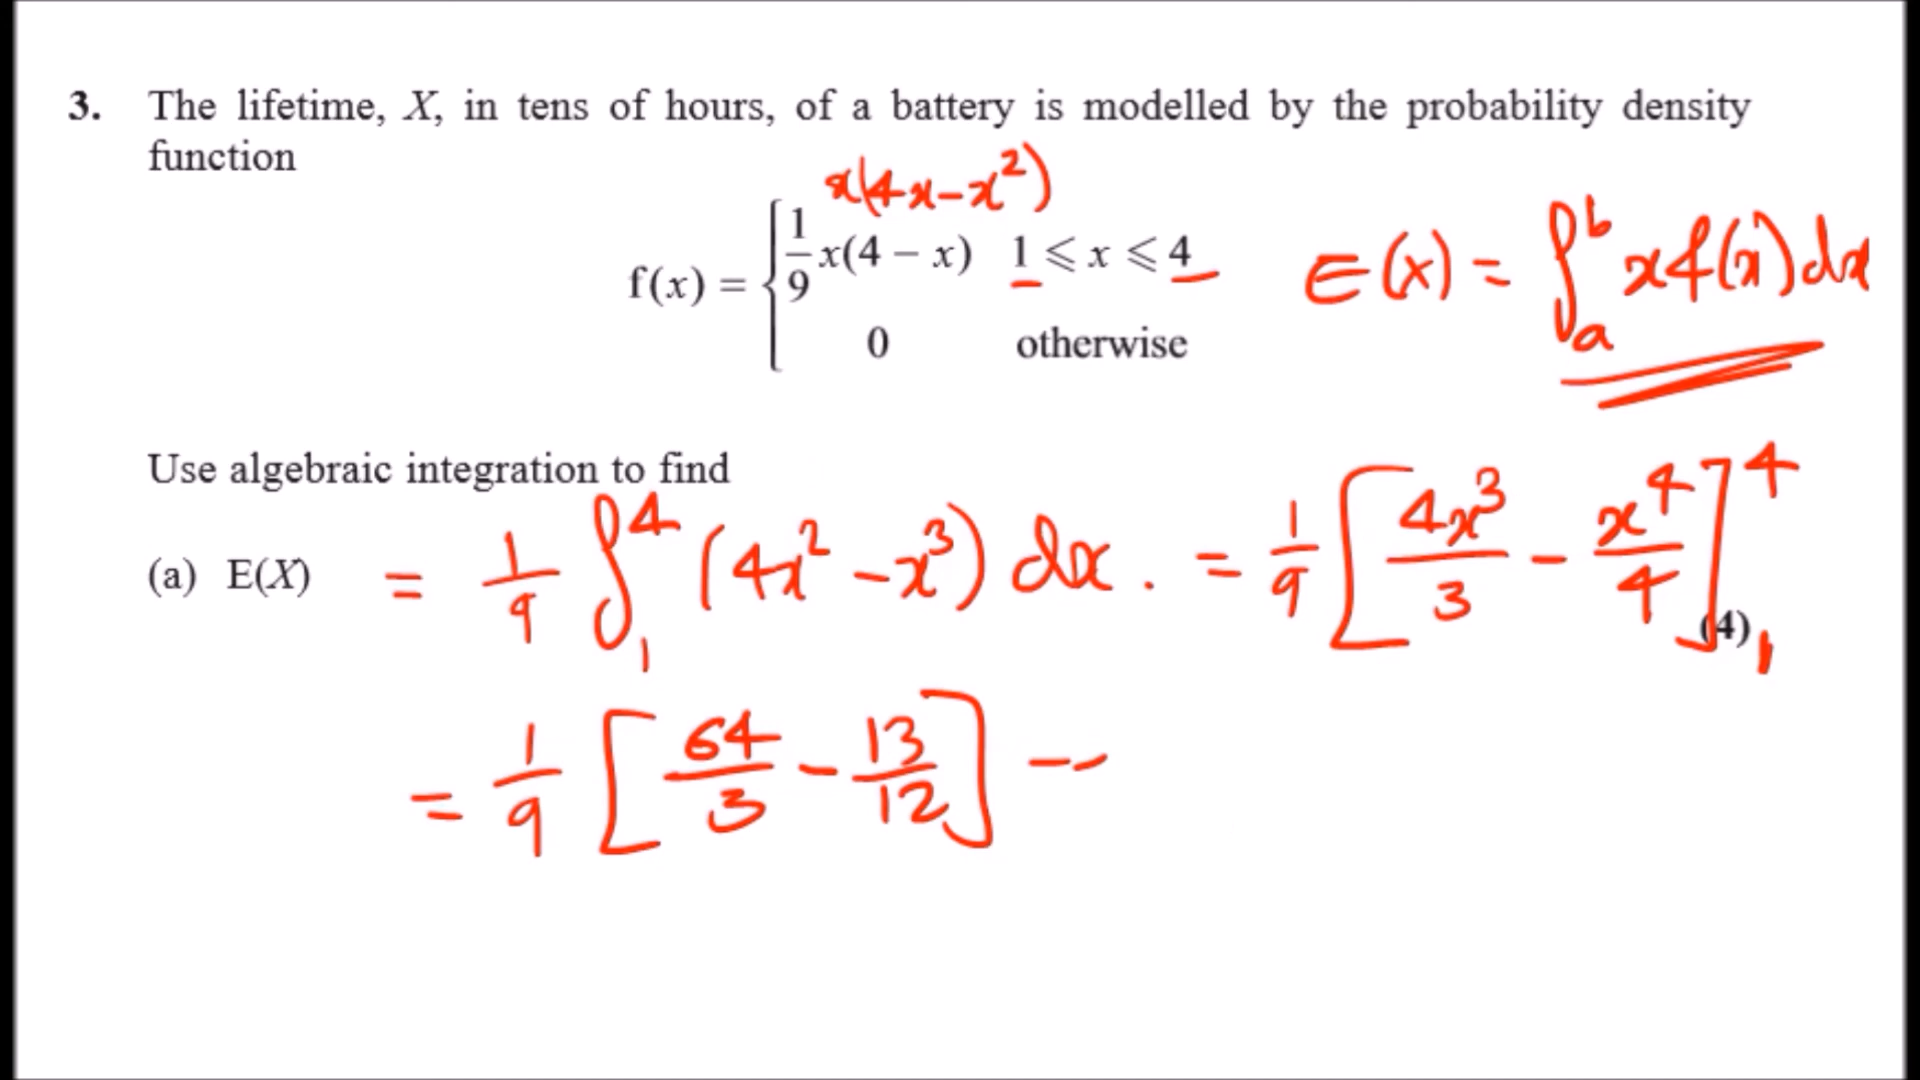 3. The lifetime, X, in tens of hours, of a battery is modelled by the probability density
function
x(4x-x²)
f(x) = { 1/9 x(4 – x)   1 ⩽ x ⩽ 4
0   otherwise
E(x) = ∫ₐᵇ x f(x) dx
Use algebraic integration to find
(a) E(X) = 1/9 ∫₁⁴ (4x² - x³) dx . = 1/9 [4x³/3 - x⁴/4]₁⁴
(4)
= 1/9 [64/3 - 13/12] =